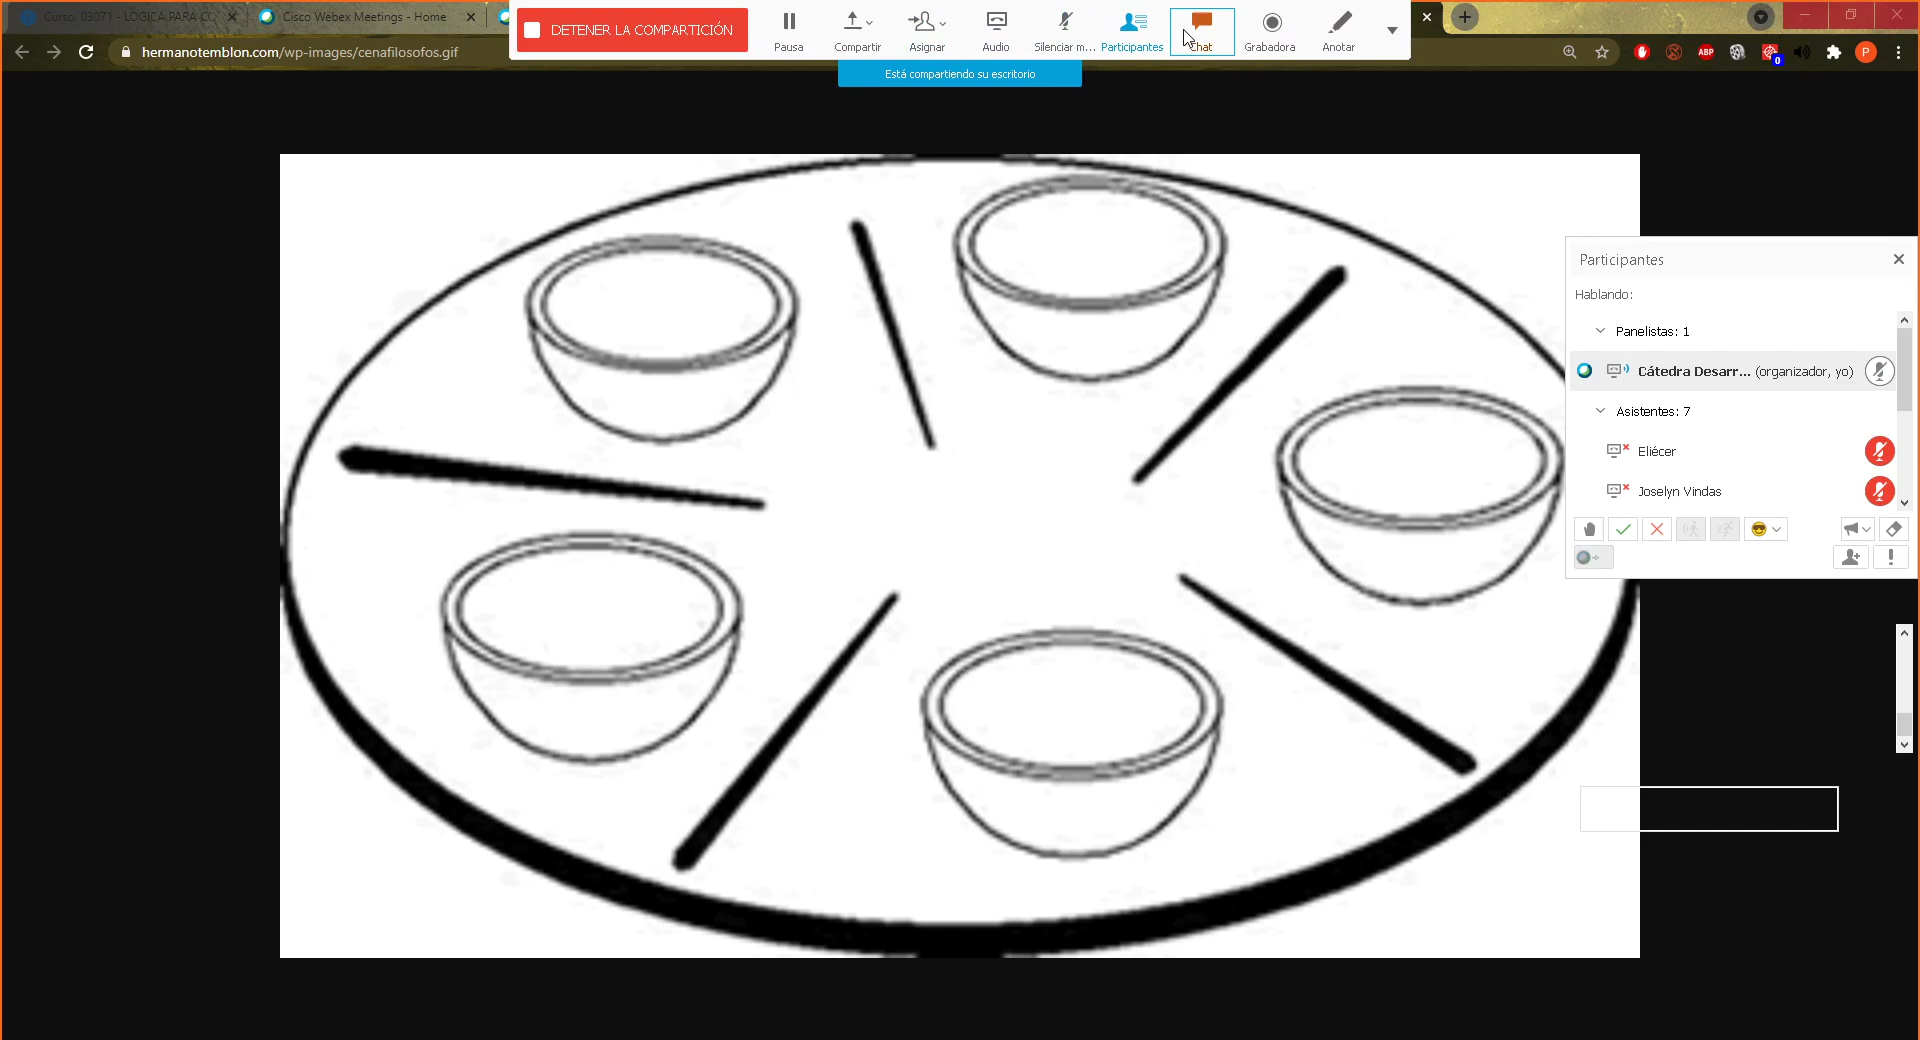 Curso: 03071 - LOGICA PARA CO
Cisco Webex Meetings - Home
hermanotemblon.com/wp-images/cenafilosofos.gif
DETENER LA COMPARTICIÓN
Pausa
Compartir
Asignar
Audio
Silenciar m...
Participantes
Chat
Grabadora
Anotar
Está compartiendo su escritorio
ABP
0
P
Participantes
Hablando:
Panelistas: 1
Cátedra Desarr... (organizador, yo)
Asistentes: 7
Eliécer
Joselyn Vindas